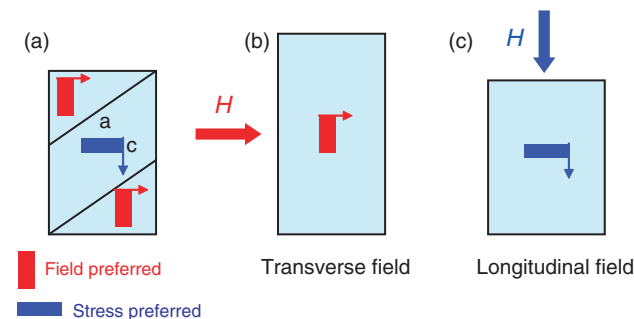 (a)
(b)
(c)
H
H
a
c
Field preferred
Stress preferred
Transverse field
Longitudinal field